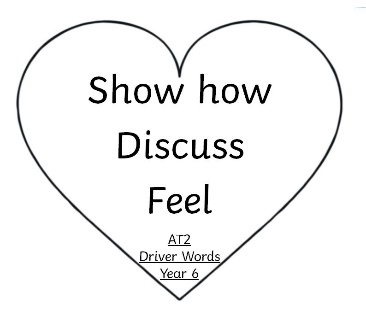 Show how
Discuss
Feel
AT2
Driver Words
Year 6